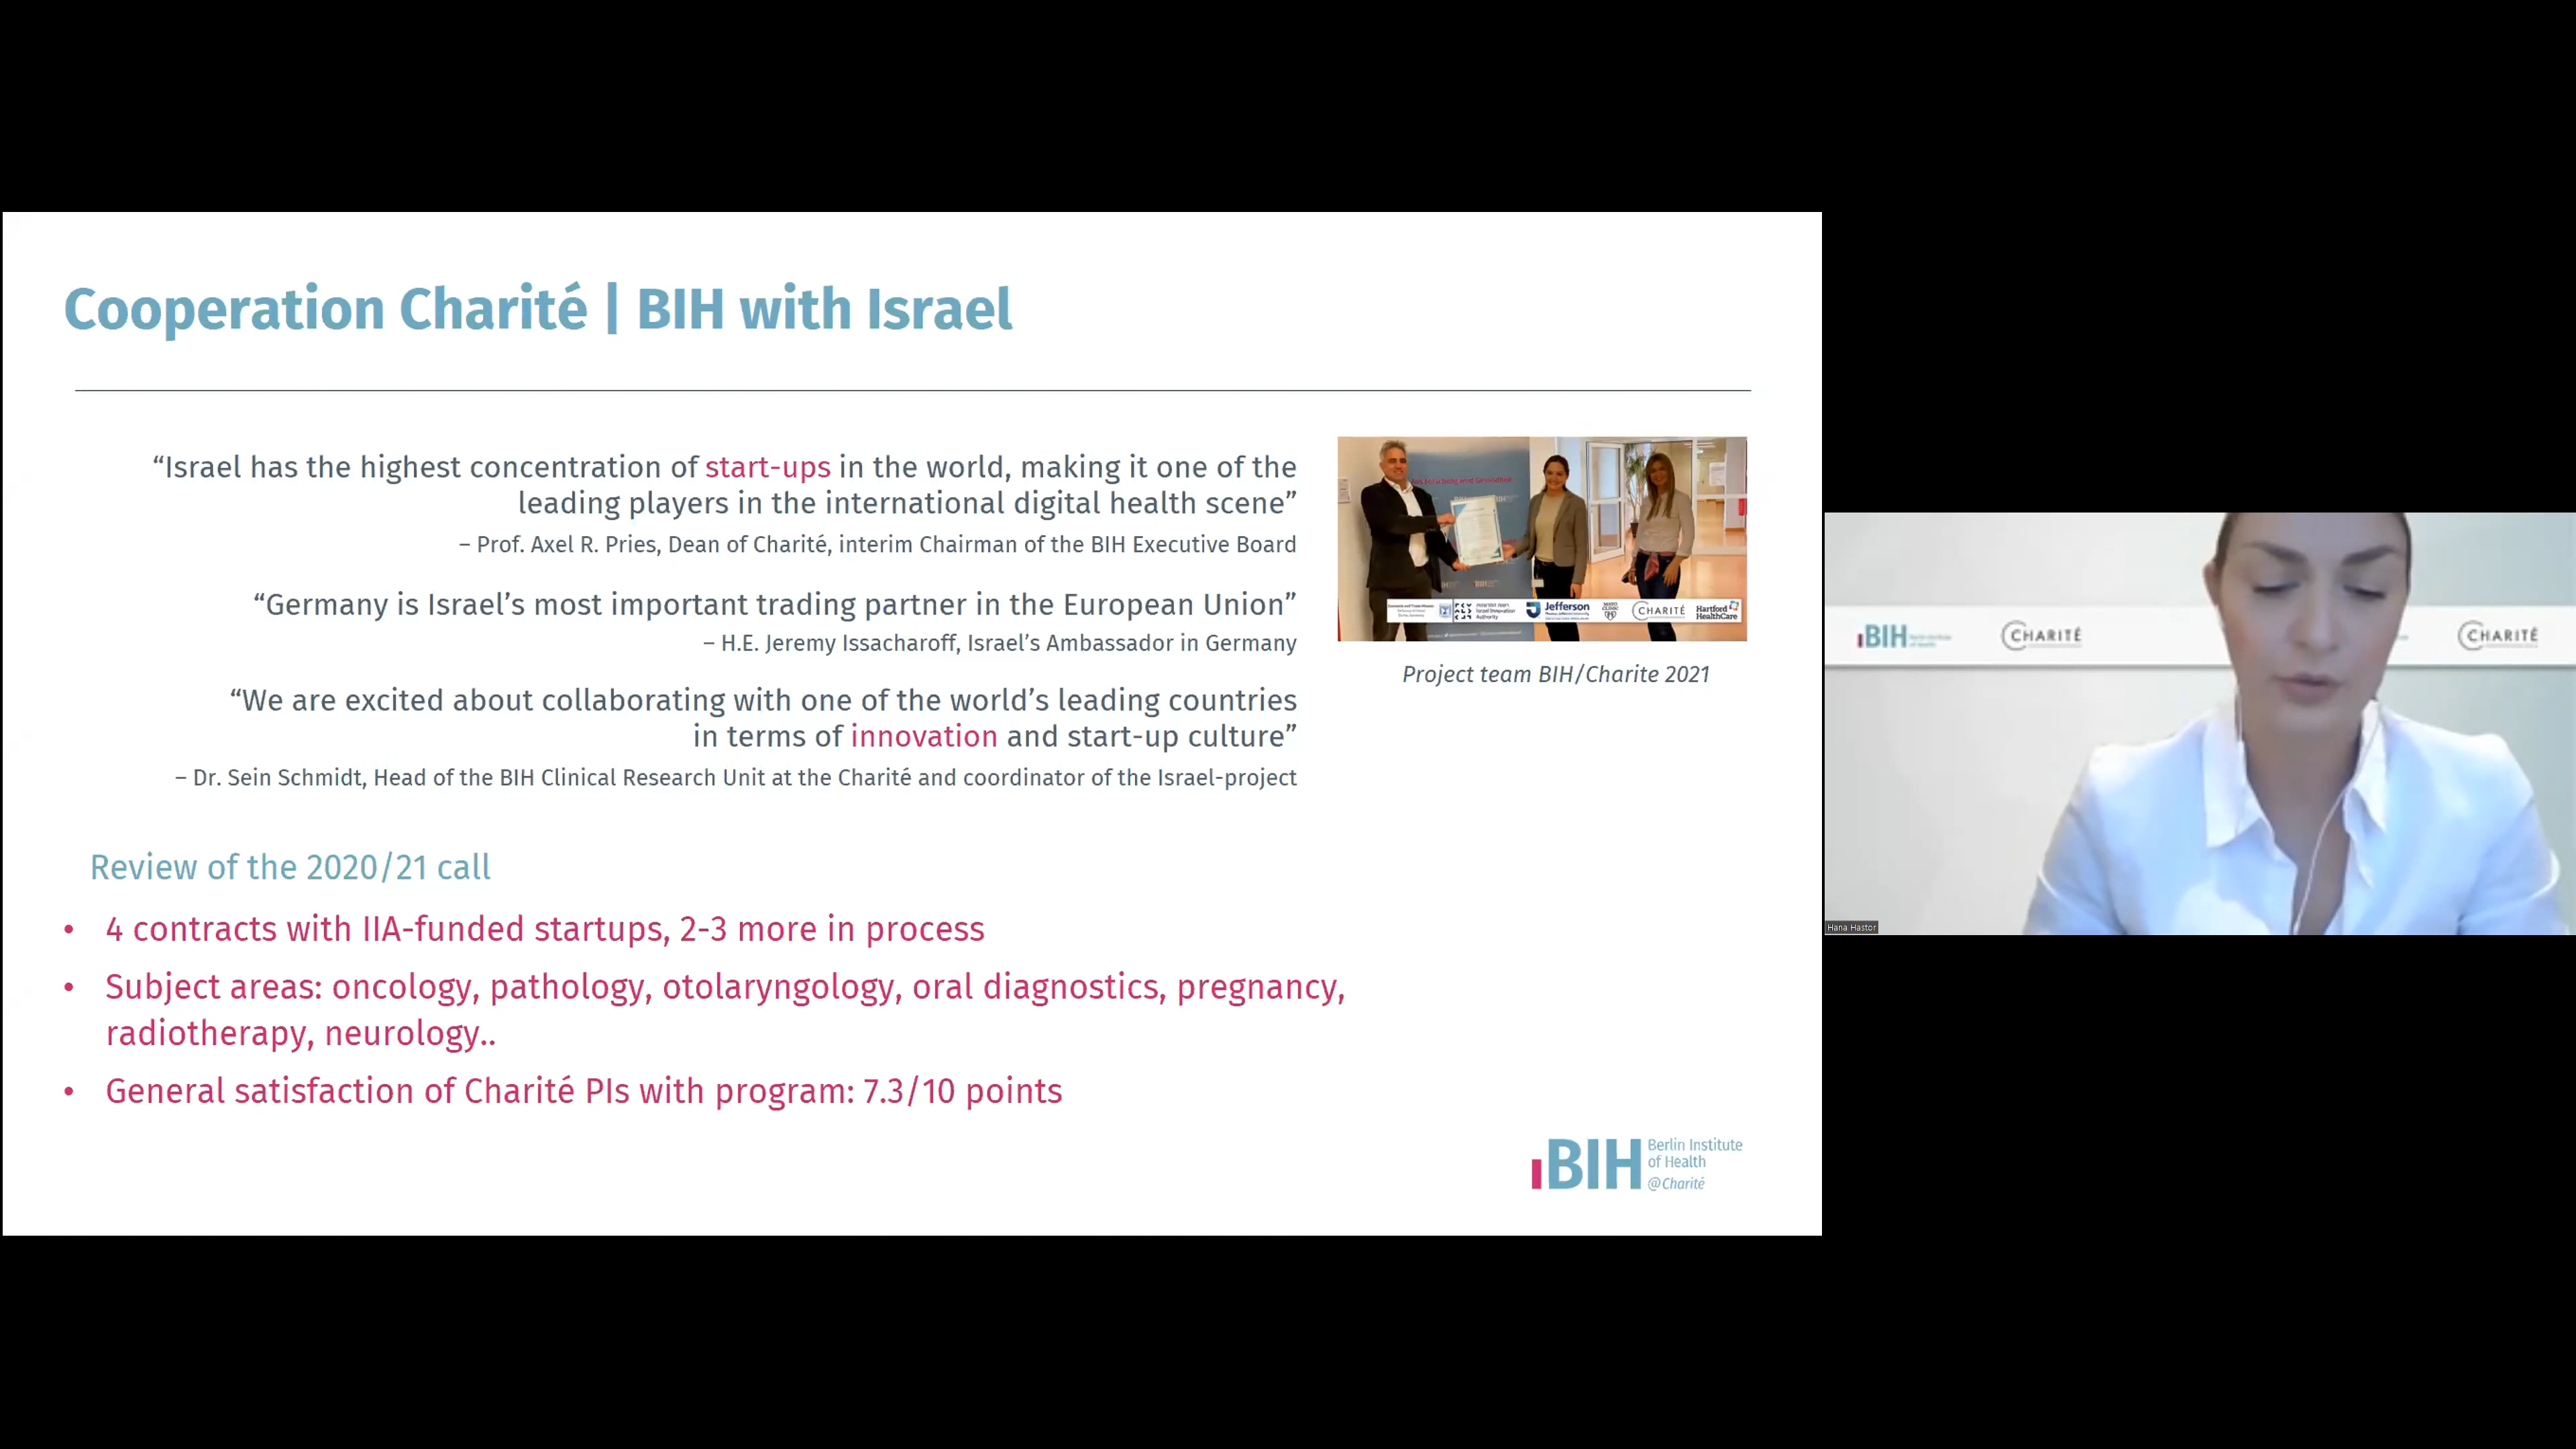 Cooperation Charité | BIH with Israel
“Israel has the highest concentration of start-ups in the world, making it one of the
leading players in the international digital health scene”
– Prof. Axel R. Pries, Dean of Charité, interim Chairman of the BIH Executive Board
“Germany is Israel’s most important trading partner in the European Union”
– H.E. Jeremy Issacharoff, Israel’s Ambassador in Germany
“We are excited about collaborating with one of the world’s leading countries
in terms of innovation and start-up culture”
– Dr. Sein Schmidt, Head of the BIH Clinical Research Unit at the Charité and coordinator of the Israel-project
Israel Innovation
Authority
Jefferson
MAYO
CLINIC
CHARITÉ
Hartford
HealthCare
Project team BIH/Charite 2021
Review of the 2020/21 call
• 4 contracts with IIA-funded startups, 2-3 more in process
• Subject areas: oncology, pathology, otolaryngology, oral diagnostics, pregnancy,
radiotherapy, neurology..
• General satisfaction of Charité PIs with program: 7.3/10 points
BIH Berlin Institute
of Health
@Charité
BIH
CHARITÉ
CHARITÉ
Hana Hastor